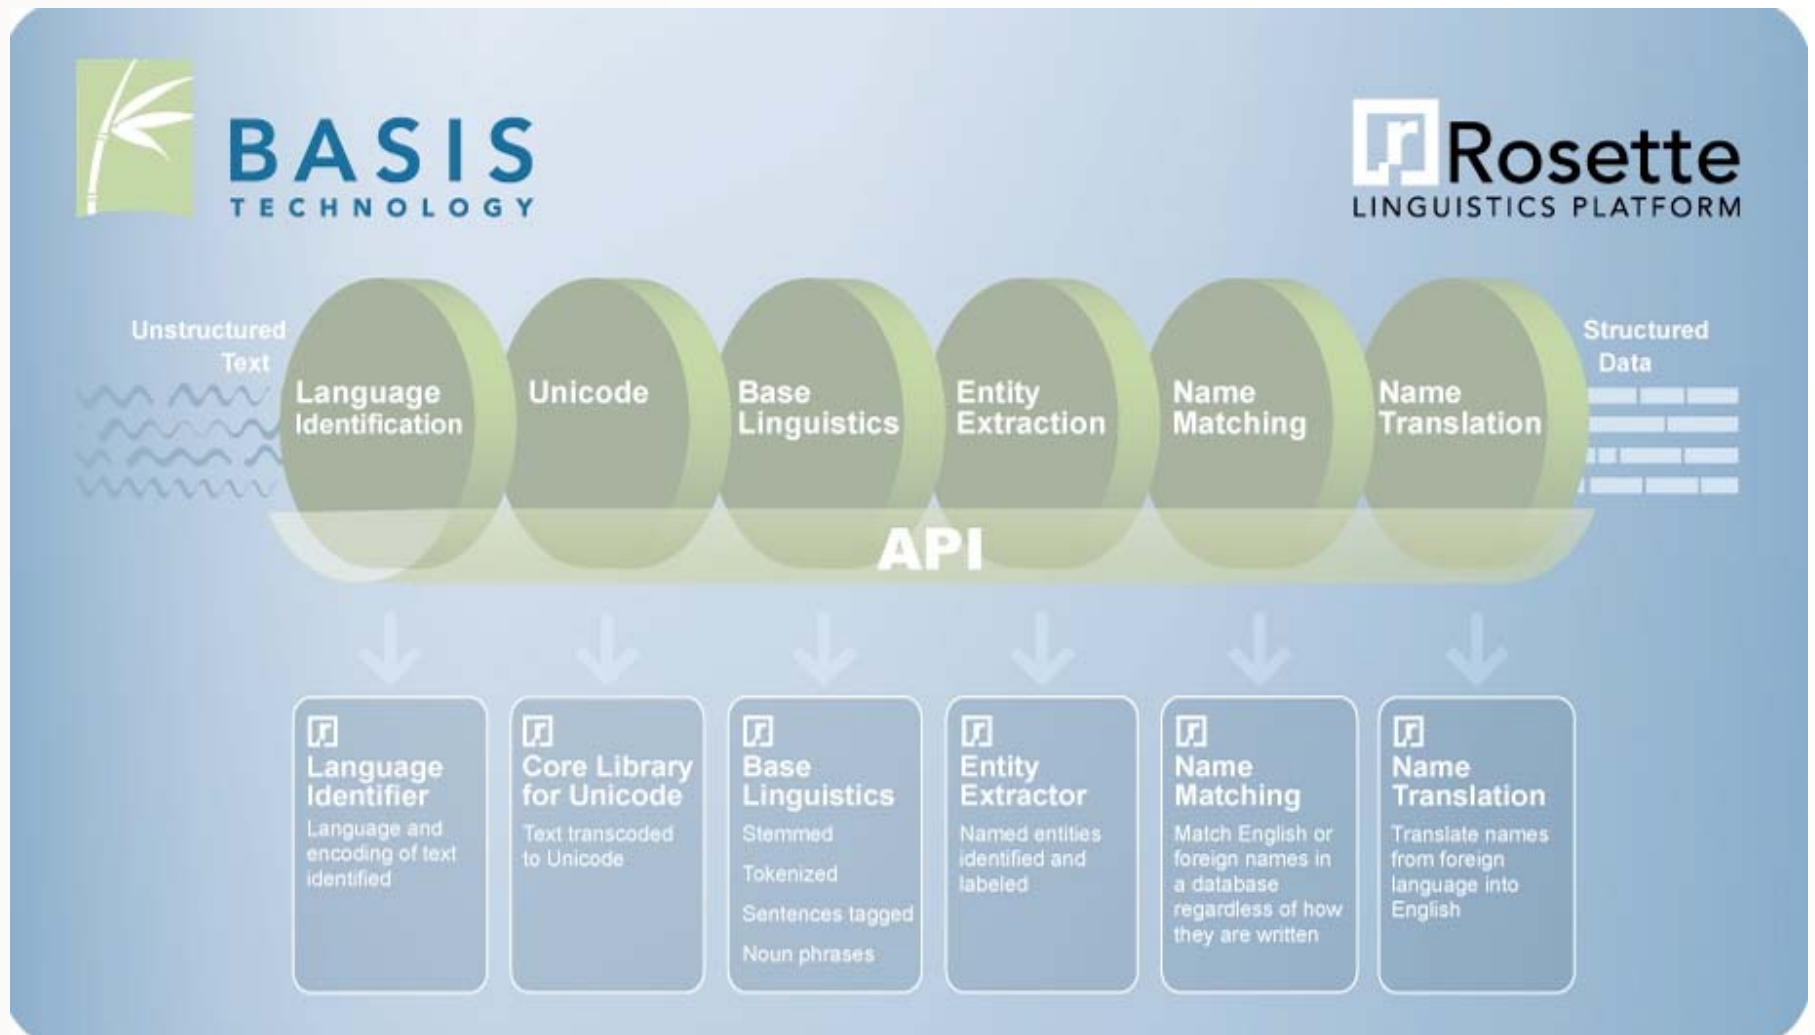 BASIS
TECHNOLOGY
Rosette
LINGUISTICS PLATFORM
Unstructured
Text
Language
Identification
Unicode
Base
Linguistics
Entity
Extraction
Name
Matching
Name
Translation
Structured
Data
API
Language
Identifier
Language and
encoding of text
identified
Core Library
for Unicode
Text transcoded
to Unicode
Base
Linguistics
Stemmed
Tokenized
Sentences tagged
Noun phrases
Entity
Extractor
Named entities
identified and
labeled
Name
Matching
Match English or
foreign names in
a database
regardless of how
they are written
Name
Translation
Translate names
from foreign
language into
English